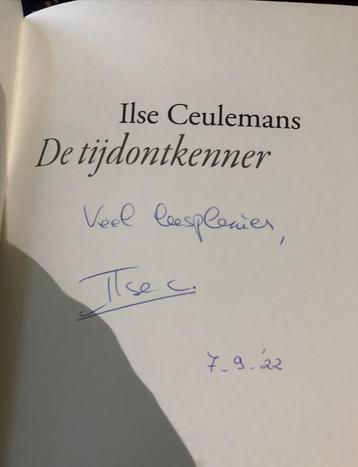 Ilse Ceulemans
De tijdontkenner
Veel leesplezier,
Ilse C.
7-9-'22